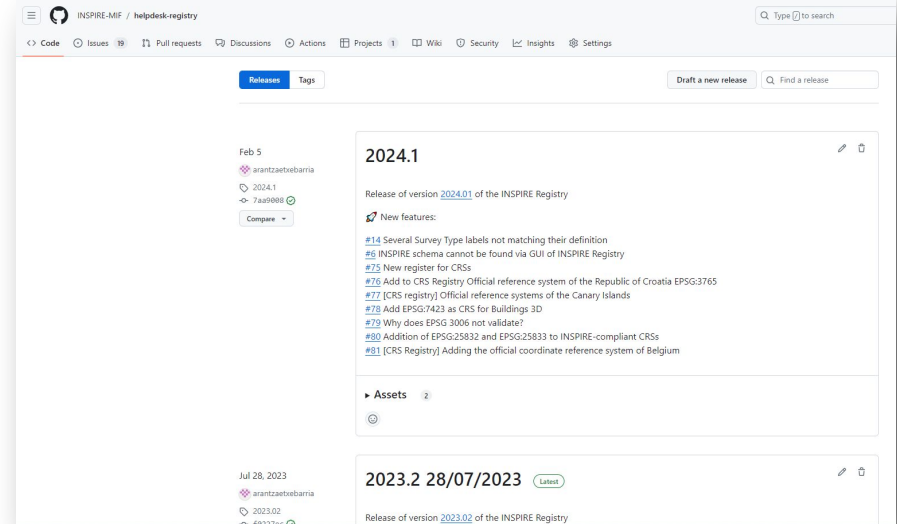 INSPIRE-MIF / helpdesk-registry
Type / to search
Code Issues 19 Pull requests Discussions Actions Projects 1 Wiki Security Insights Settings
Releases Tags
Draft a new release
Find a release
Feb 5
arantzaetxebarria
2024.1
7aa9008
Compare
2024.1
Release of version 2024.01 of the INSPIRE Registry
New features:
#14 Several Survey Type labels not matching their definition
#6 INSPIRE schema cannot be found via GUI of INSPIRE Registry
#75 New register for CRSs
#76 Add to CRS Registry Official reference system of the Republic of Croatia EPSG:3765
#77 [CRS registry] Official reference systems of the Canary Islands
#78 Add EPSG:7423 as CRS for Buildings 3D
#79 Why does EPSG 3006 not validate?
#80 Addition of EPSG:25832 and EPSG:25833 to INSPIRE-compliant CRSs
#81 [CRS Registry] Adding the official coordinate reference system of Belgium
Assets 2
Jul 28, 2023
arantzaetxebarria
2023.02
2023.2 28/07/2023 Latest
Release of version 2023.02 of the INSPIRE Registry